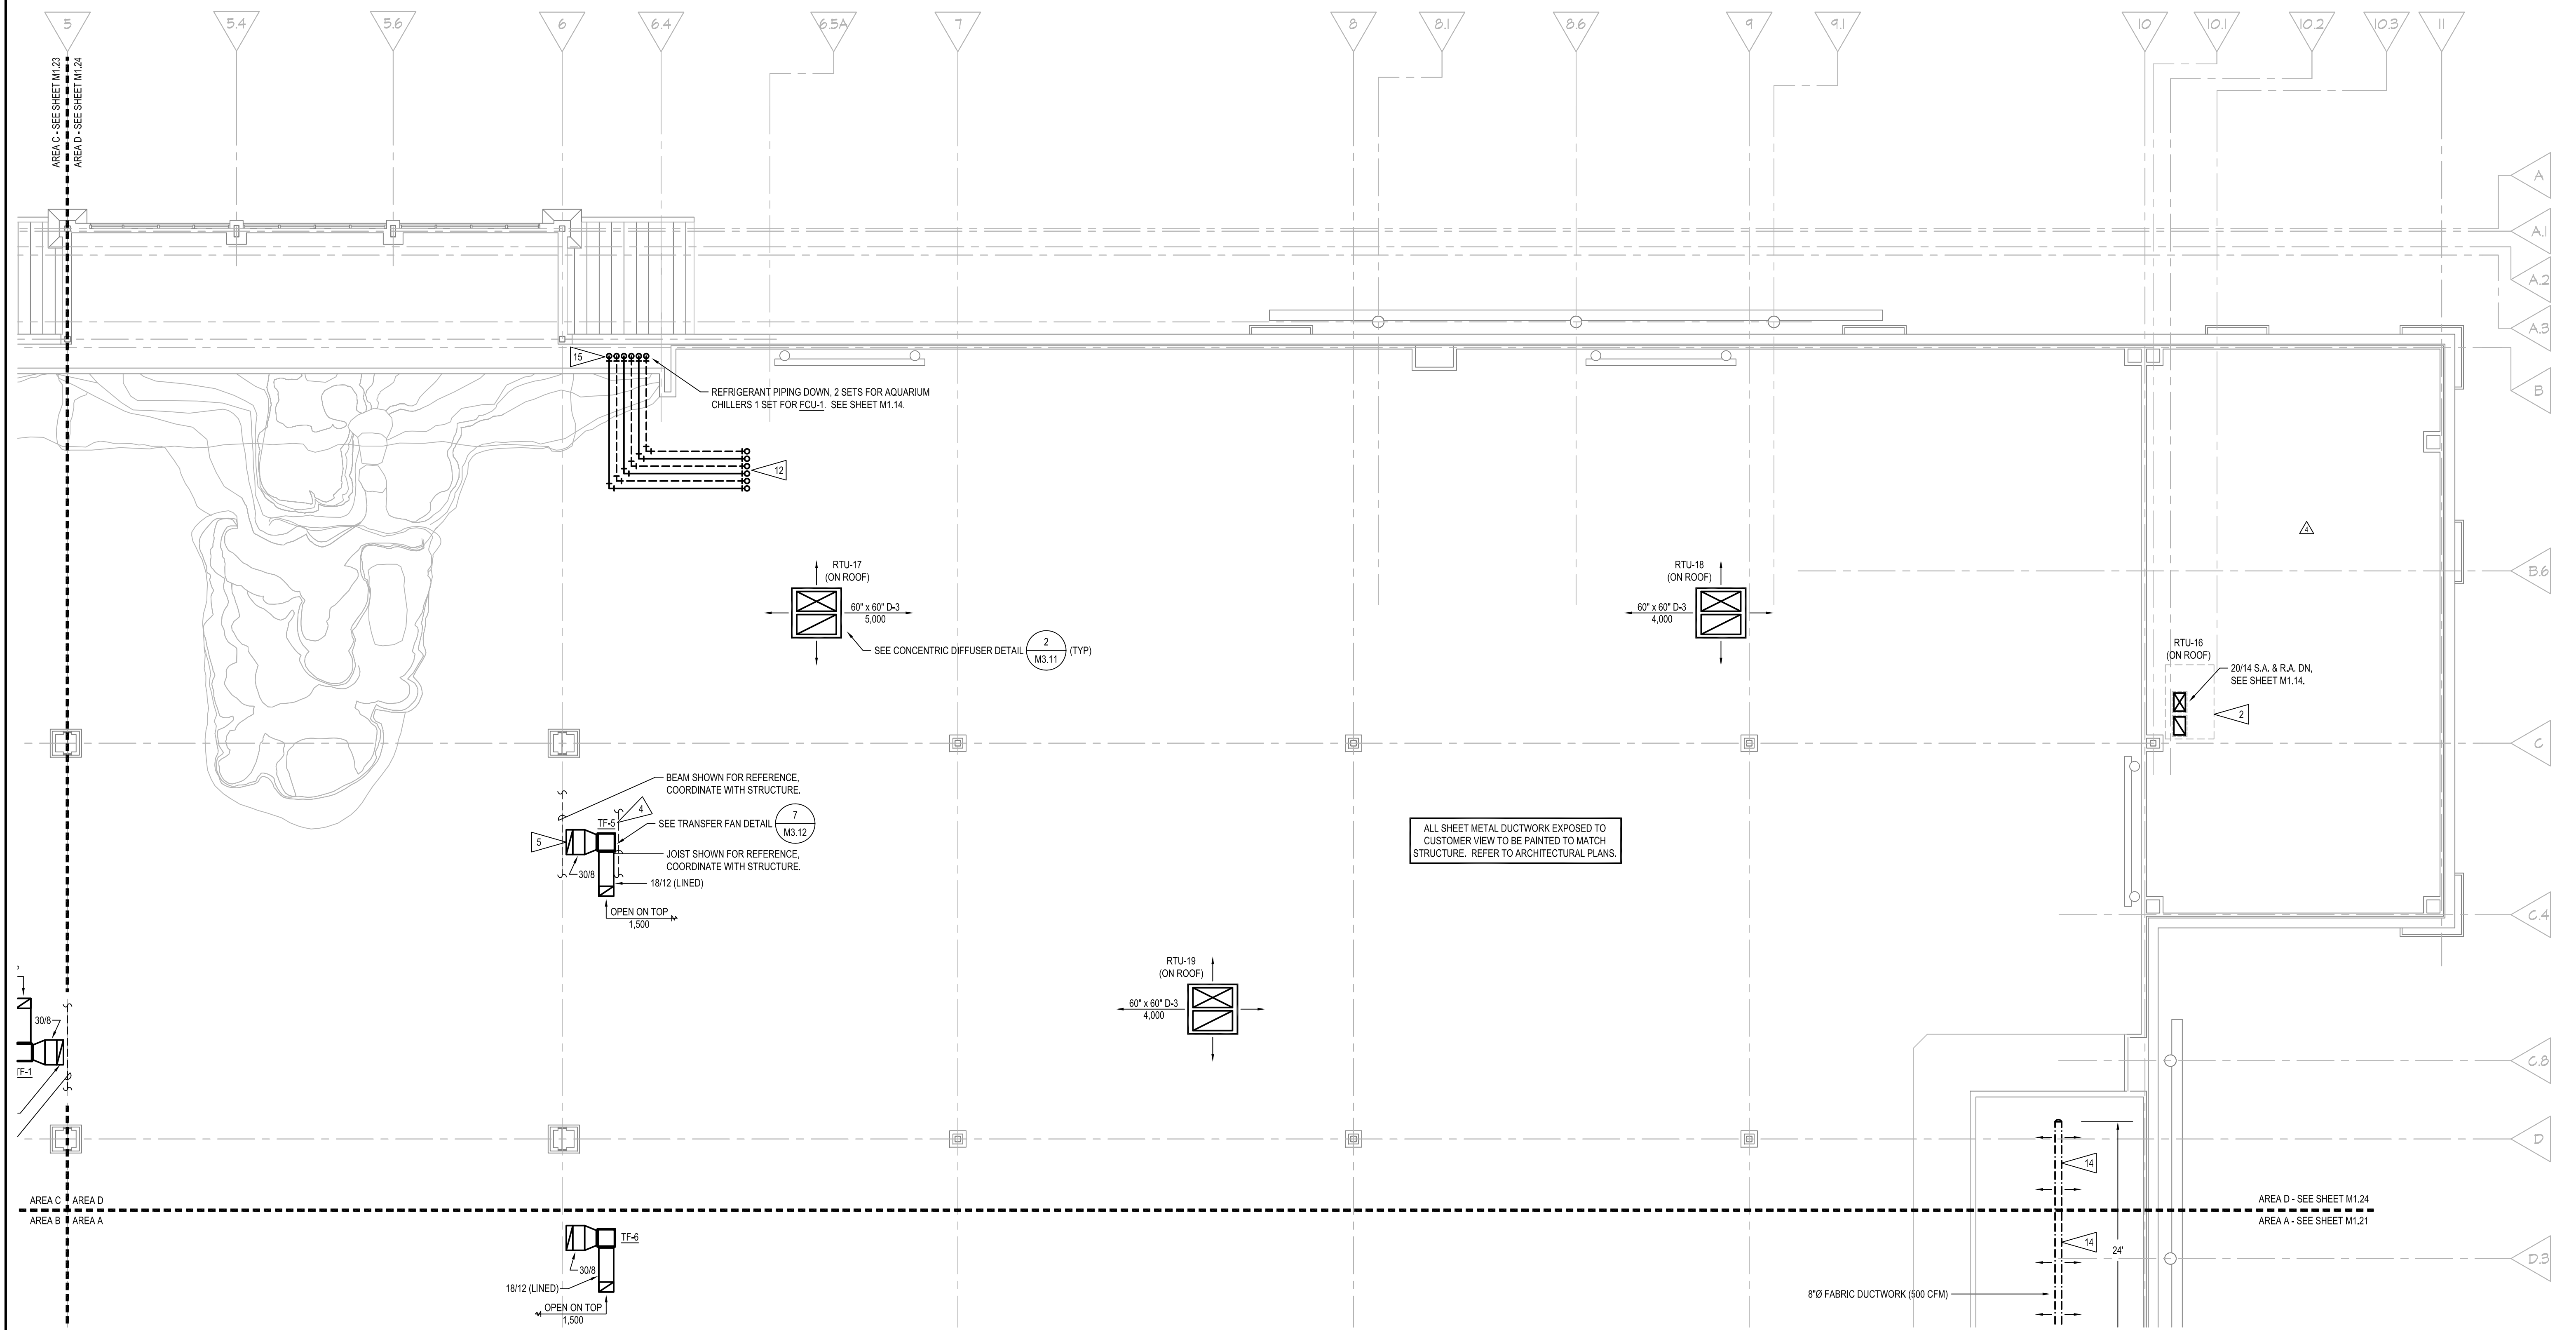 5
5.4
5.6
6
6.4
6.5A
7
8
8.1
8.6
9
9.1
10
10.1
10.2
10.3
11
AREA C - SEE SHEET M1.23
AREA D - SEE SHEET M1.24
A
A.1
A.2
A.3
B
B.6
C
C.4
C.8
D
D.3
15
REFRIGERANT PIPING DOWN, 2 SETS FOR AQUARIUM
CHILLERS 1 SET FOR FCU-1. SEE SHEET M1.14.
12
4
RTU-17
(ON ROOF)
60" x 60" D-3
5,000
SEE CONCENTRIC DIFFUSER DETAIL
2
M3.11
(TYP)
RTU-18
(ON ROOF)
60" x 60" D-3
4,000
RTU-16
(ON ROOF)
20/14 S.A. & R.A. DN,
SEE SHEET M1.14.
2
BEAM SHOWN FOR REFERENCE,
COORDINATE WITH STRUCTURE.
4
TF-5
SEE TRANSFER FAN DETAIL
7
M3.12
5
JOIST SHOWN FOR REFERENCE,
COORDINATE WITH STRUCTURE.
30/8
18/12 (LINED)
OPEN ON TOP
1,500
ALL SHEET METAL DUCTWORK EXPOSED TO
CUSTOMER VIEW TO BE PAINTED TO MATCH
STRUCTURE. REFER TO ARCHITECTURAL PLANS.
RTU-19
(ON ROOF)
60" x 60" D-3
4,000
30/8
TF-1
14
AREA C
AREA D
AREA B
AREA A
AREA D - SEE SHEET M1.24
AREA A - SEE SHEET M1.21
14
24'
TF-6
30/8
18/12 (LINED)
OPEN ON TOP
1,500
8"Ø FABRIC DUCTWORK (500 CFM)